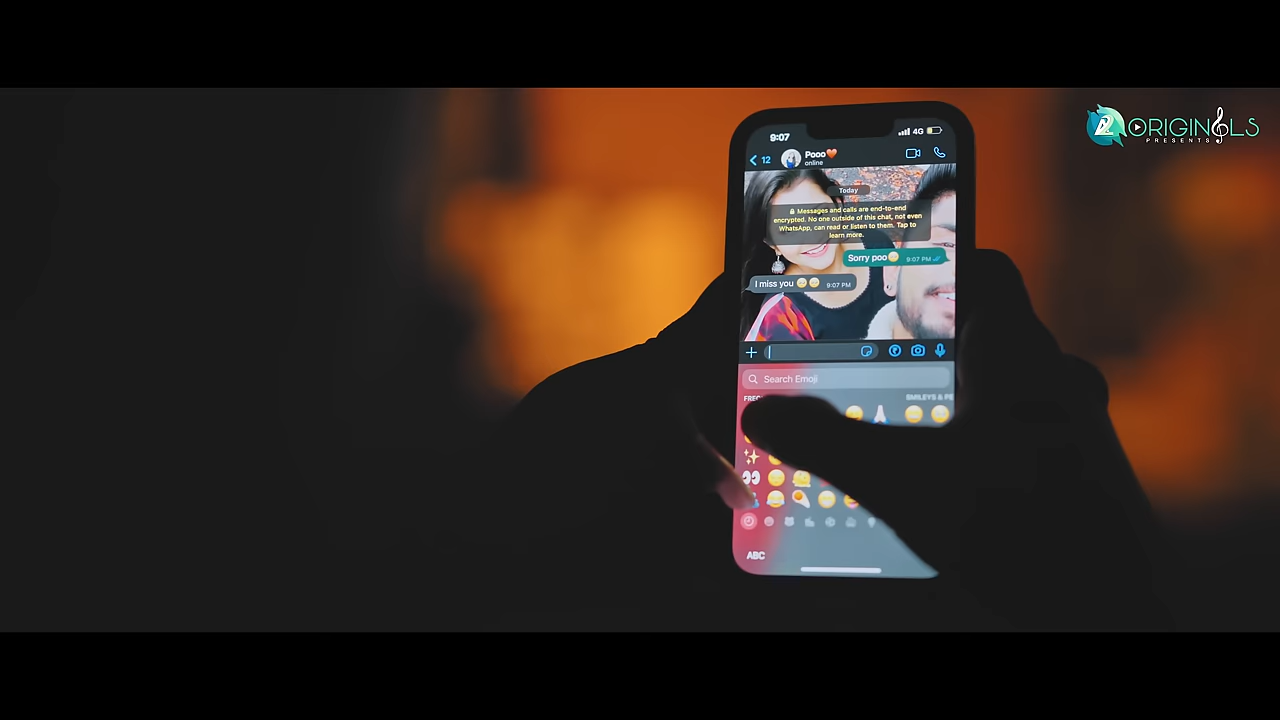 ORIGINALS
PRESENTS
9:07
4G
12
Pooo
online
Today
Messages and calls are end-to-end
encrypted. No one outside of this chat, not even
WhatsApp, can read or listen to them. Tap to
learn more.
Sorry poo 9:07 PM
I miss you 9:07 PM
Search Emoji
SMILEYS & PE
ABC